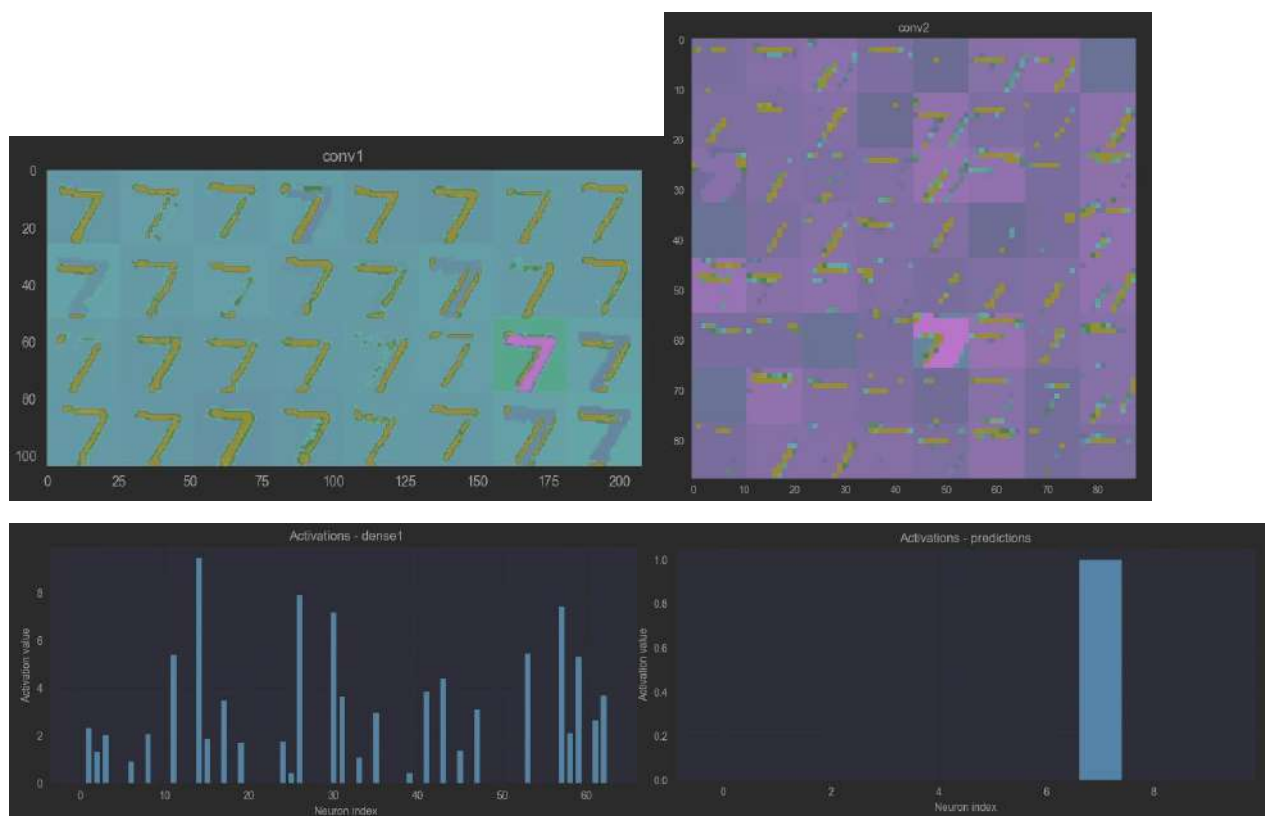 conv1
0
20
40
60
80
100
0 25 50 75 100 125 150 175 200
conv2
0
10
20
30
40
50
60
70
80
0 10 20 30 40 50 60 70 80
Activations - dense1
Activation value
8
6
4
2
0
0 10 20 30 40 50 60
Neuron index
Activations - predictions
Activation value
1.0
0.8
0.6
0.4
0.2
0.0
0 2 4 6 8
Neuron index